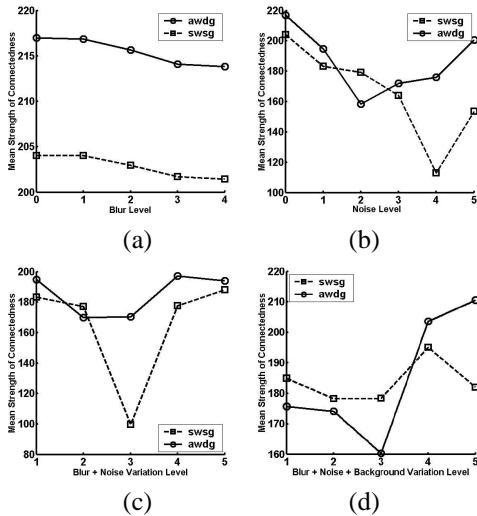 220
215
210
205
200
Mean Strength of Connectedness
awdg
swsg
0 1 2 3 4
Blur Level
(a)
220
200
180
160
140
120
100
Mean Strength of Coneectedness
swsg
awdg
0 1 2 3 4 5
Noise Level
(b)
200
180
160
140
120
100
80
Mean Strength of Connectedness
swsg
awdg
1 2 3 4 5
Blur + Noise Variation Level
(c)
220
210
200
190
180
170
160
Mean Strength of Connectedness
swsg
awdg
1 2 3 4 5
Blur + Noise + Background Variation Level
(d)